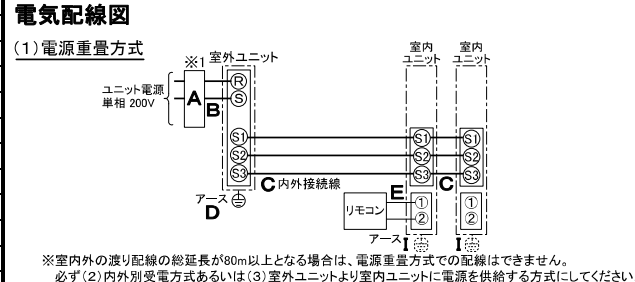 電気配線図
(1)電源重畳方式
※1 室外ユニット
室内ユニット
室内ユニット
ユニット電源
単相 200V
A
B
R
S
S1
S2
S3
S1
S2
S3
S1
S2
S3
C 内外接続線
C
アース
D
リモコン
E
①
②
①
②
アース I
I
※室内外の渡り配線の総延長が80m以上となる場合は、電源重畳方式での配線はできません。
必ず(2)内外別受電方式あるいは(3)室外ユニットより室内ユニットに電源を供給する方式にしてください